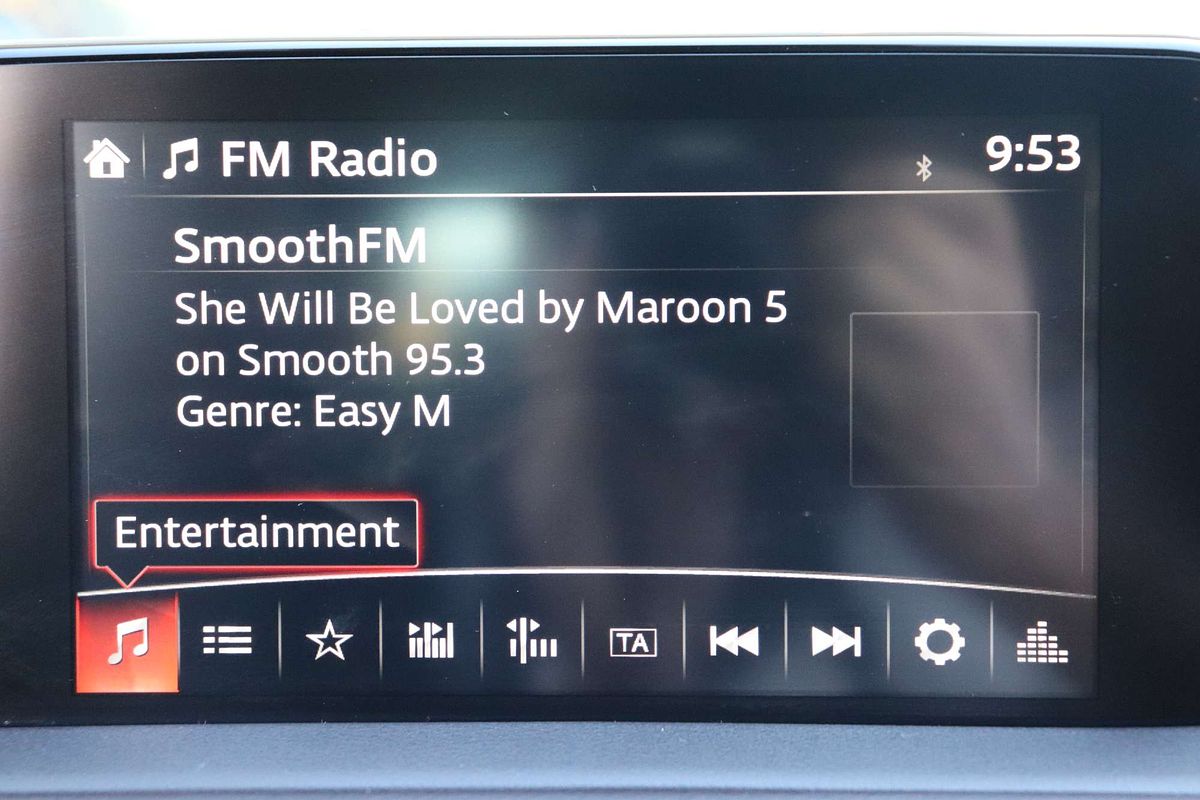 FM Radio
9:53
SmoothFM
She Will Be Loved by Maroon 5
on Smooth 95.3
Genre: Easy M
Entertainment
TA